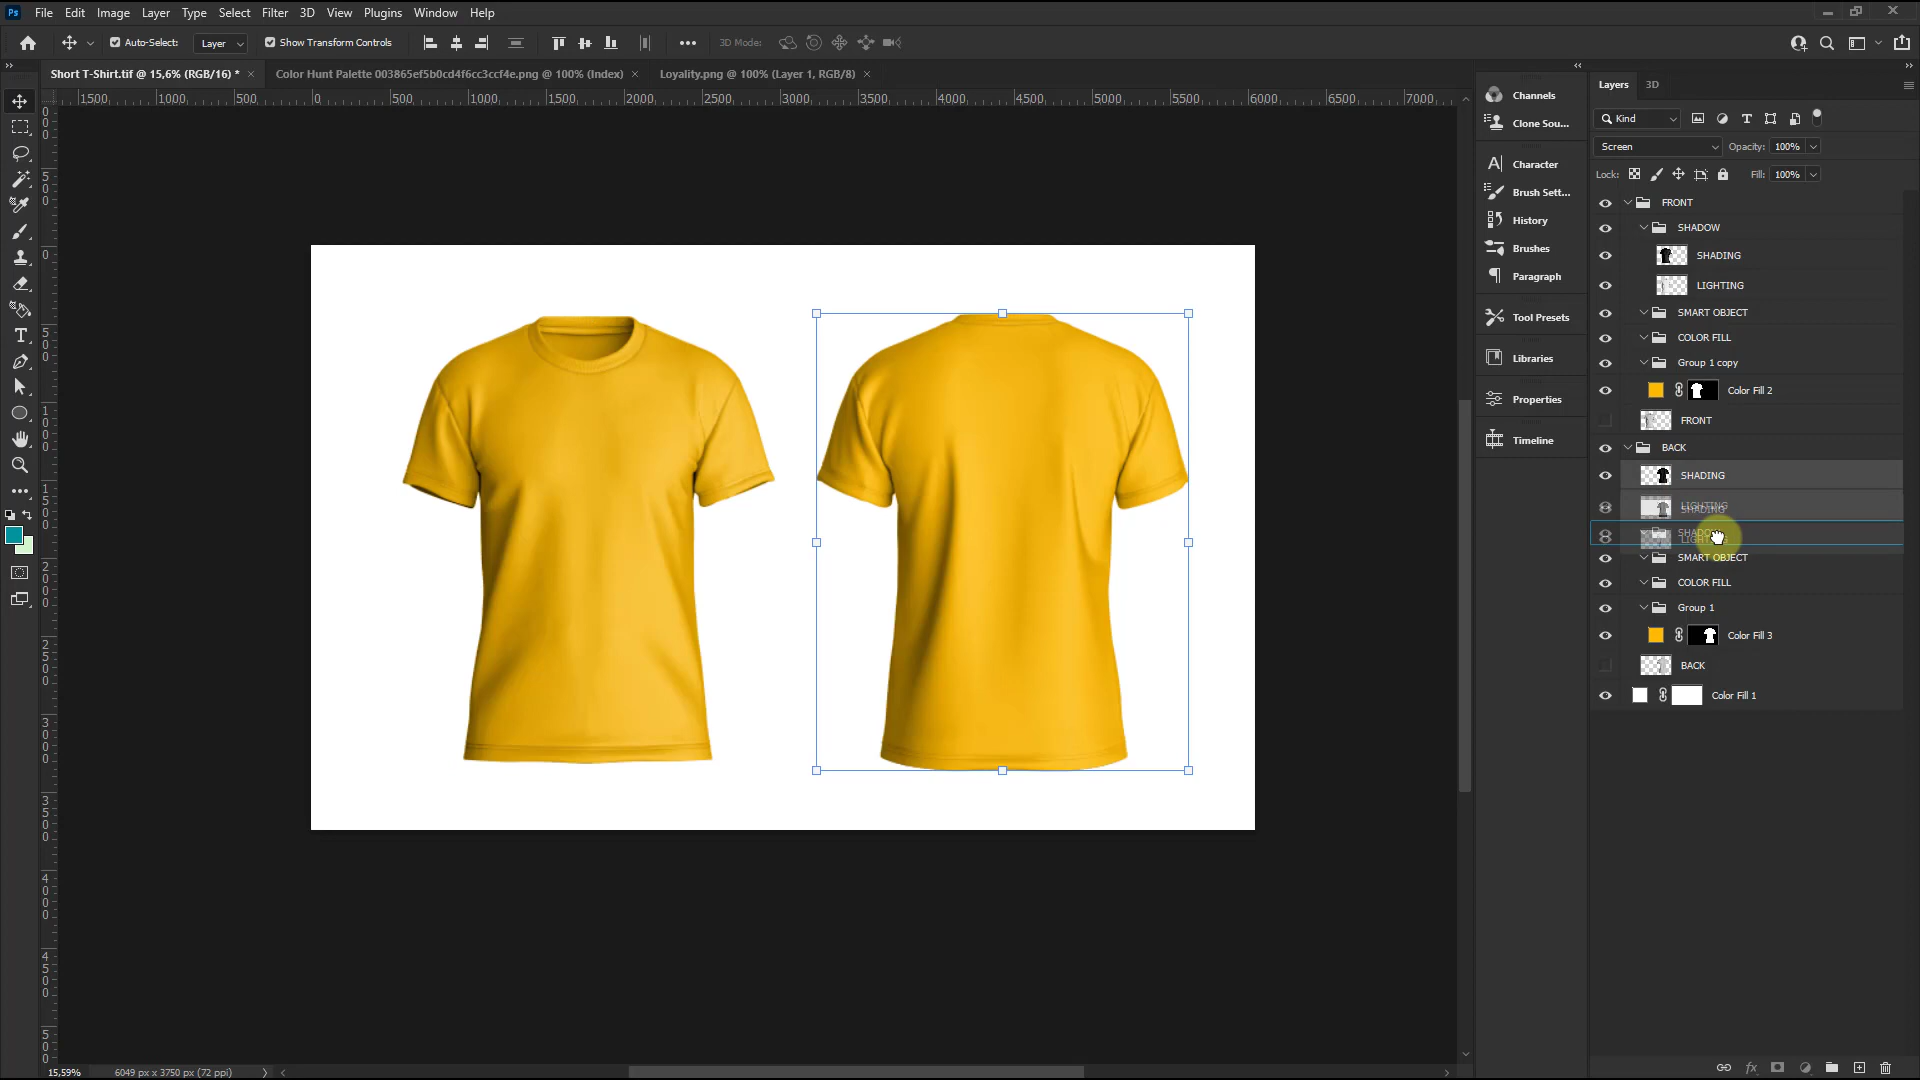 Ps File Edit Image Layer Type Select Filter 3D View Plugins Window Help
Auto-Select: Layer Show Transform Controls 3D Mode:
Short T-Shirt.tif @ 15,6% (RGB/16) * Color Hunt Palette 003865ef5b0cd4f6cc3ccf4e.png @ 100% (Index) Loyality.png @ 100% (Layer 1, RGB/8)
1500 1000 500 0 500 1000 1500 2000 2500 3000 3500 4000 4500 5000 5500 6000 6500 7000
Channels
Clone Sou...
Character
Brush Sett...
History
Brushes
Paragraph
Tool Presets
Libraries
Properties
Timeline
Layers 3D
Kind
Screen Opacity: 100%
Lock: Fill: 100%
FRONT
SHADOW
SHADING
LIGHTING
SMART OBJECT
COLOR FILL
Group 1 copy
Color Fill 2
FRONT
BACK
SHADING
LIGHTING
SHADING
SHADOW
LIGHTING
SMART OBJECT
COLOR FILL
Group 1
Color Fill 3
BACK
Color Fill 1
15,59% 6049 px x 3750 px (72 ppi)